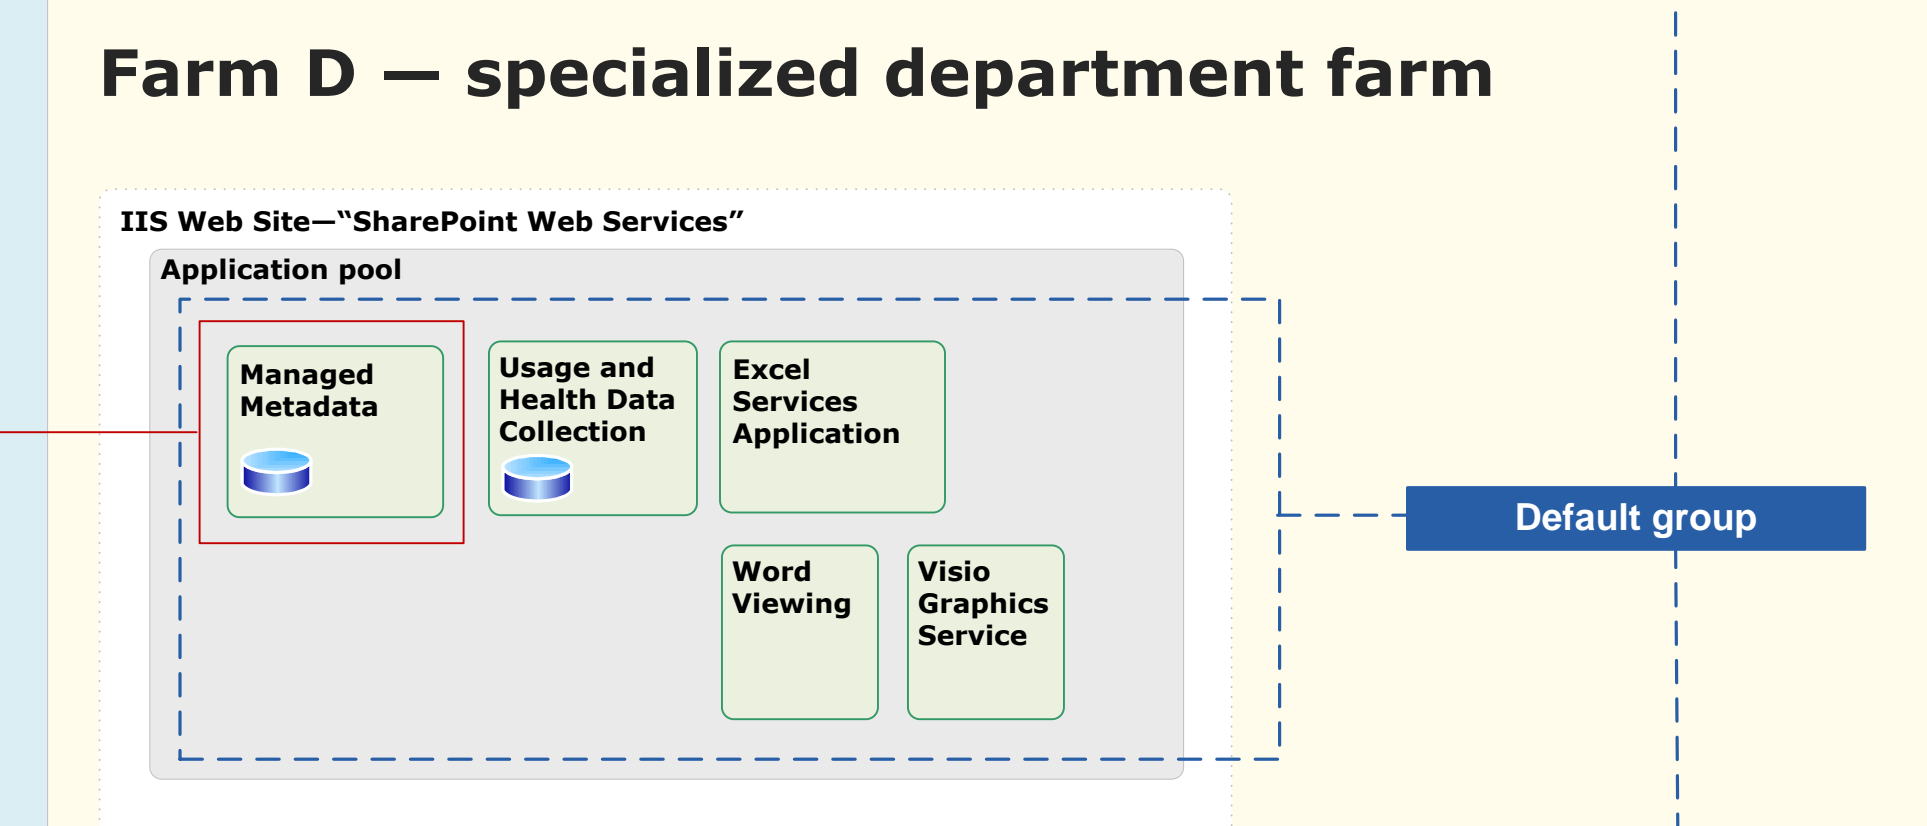 Farm D — specialized department farm
IIS Web Site—“SharePoint Web Services”
Application pool
Managed
Metadata
Usage and
Health Data
Collection
Excel
Services
Application
Word
Viewing
Visio
Graphics
Service
Default group